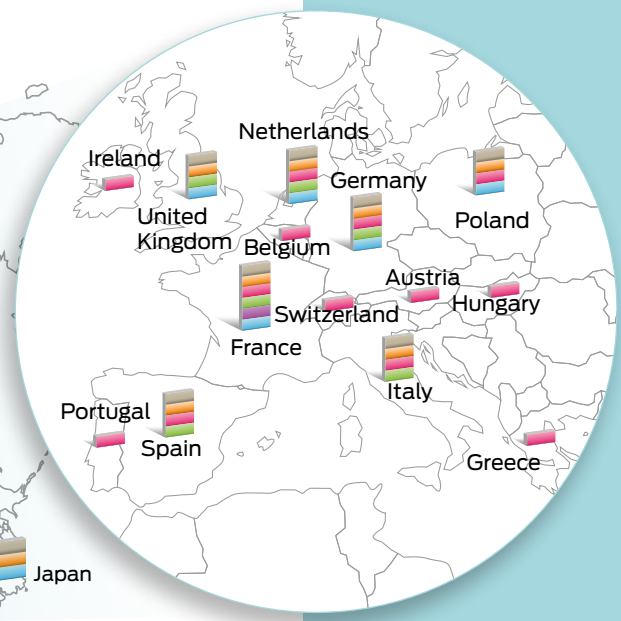 Netherlands
Ireland
Germany
United
Kingdom
Poland
Belgium
Austria
Hungary
Switzerland
France
Italy
Portugal
Spain
Greece
Japan